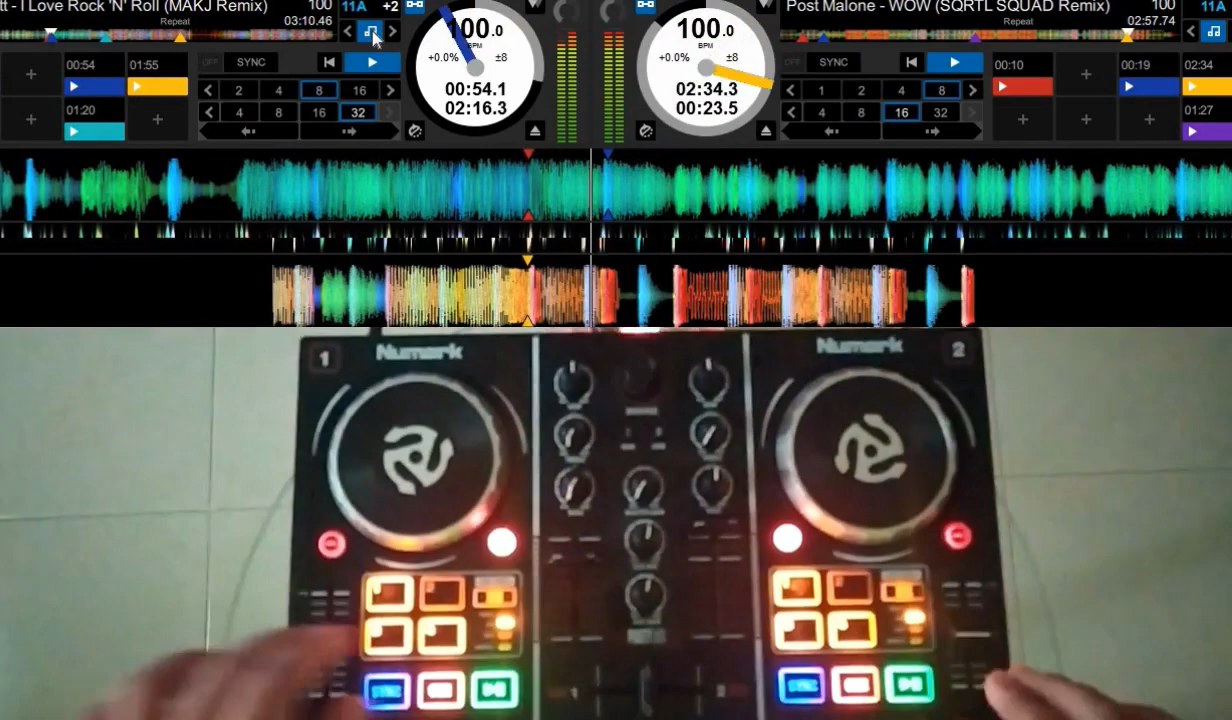 tt - I Love Rock 'N' Roll (MAKJ Remix) 100 11A +2
Repeat 03:10.46
00:54 01:55
01:20
OFF SYNC
2 4 8 16
4 8 16 32
100.0
BPM
+0.0% ±8
00:54.1
02:16.3
100.0
BPM
+0.0% ±8
02:34.3
00:23.5
Post Malone - WOW (SQRTL SQUAD Remix) 100 11A
Repeat 02:57.74
OFF SYNC
1 2 4 8
4 8 16 32
00:10 00:19 02:34
01:27
1 Numark Numark 2
SYNC SYNC